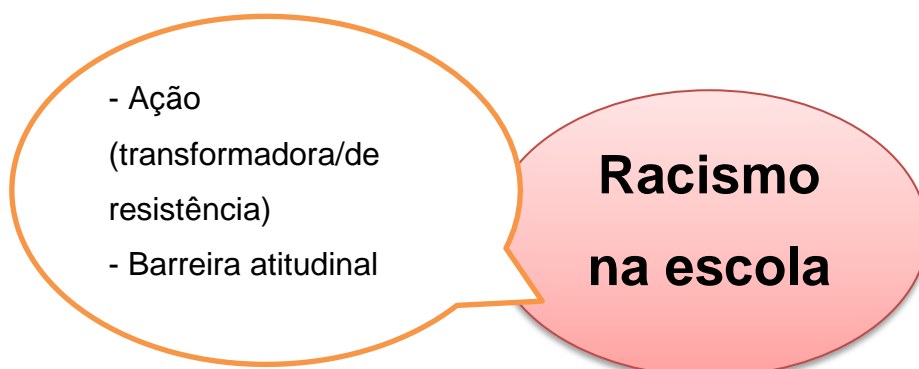 - Ação
(transformadora/de
resistência)
- Barreira atitudinal
Racismo
na escola